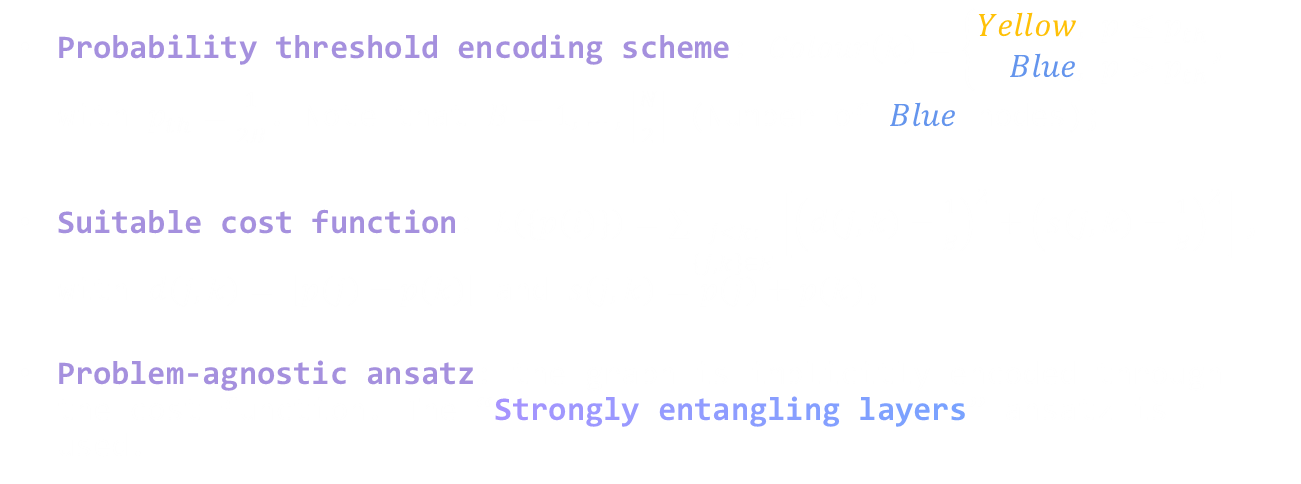 Yellow
Probability threshold encoding scheme
Blue
Blue
Suitable cost function
Problem-agnostic ansatz
Strongly entangling layers